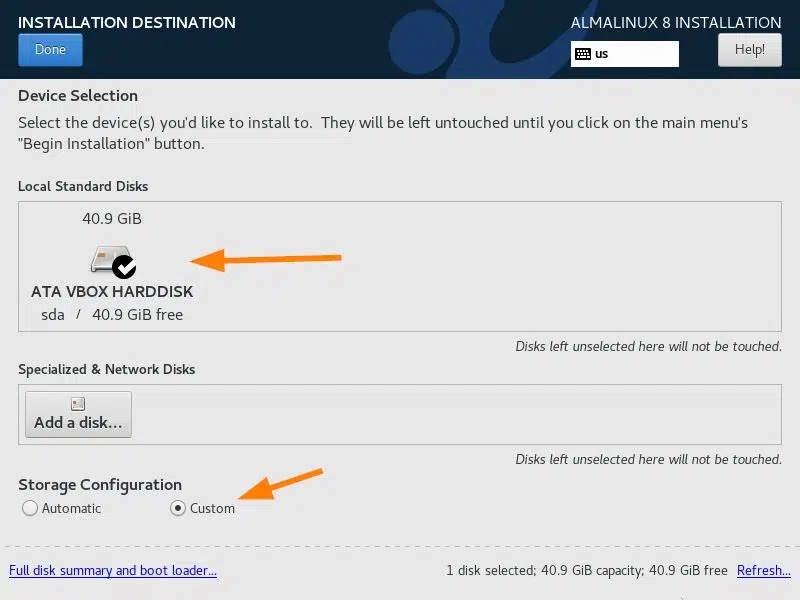 INSTALLATION DESTINATION
ALMALINUX 8 INSTALLATION
Done
us
Help!
Device Selection
Select the device(s) you'd like to install to.  They will be left untouched until you click on the main menu's
"Begin Installation" button.
Local Standard Disks
40.9 GiB
ATA VBOX HARDDISK
sda / 40.9 GiB free
Disks left unselected here will not be touched.
Specialized & Network Disks
Add a disk...
Disks left unselected here will not be touched.
Storage Configuration
Automatic
Custom
Full disk summary and boot loader...
1 disk selected; 40.9 GiB capacity; 40.9 GiB free
Refresh...